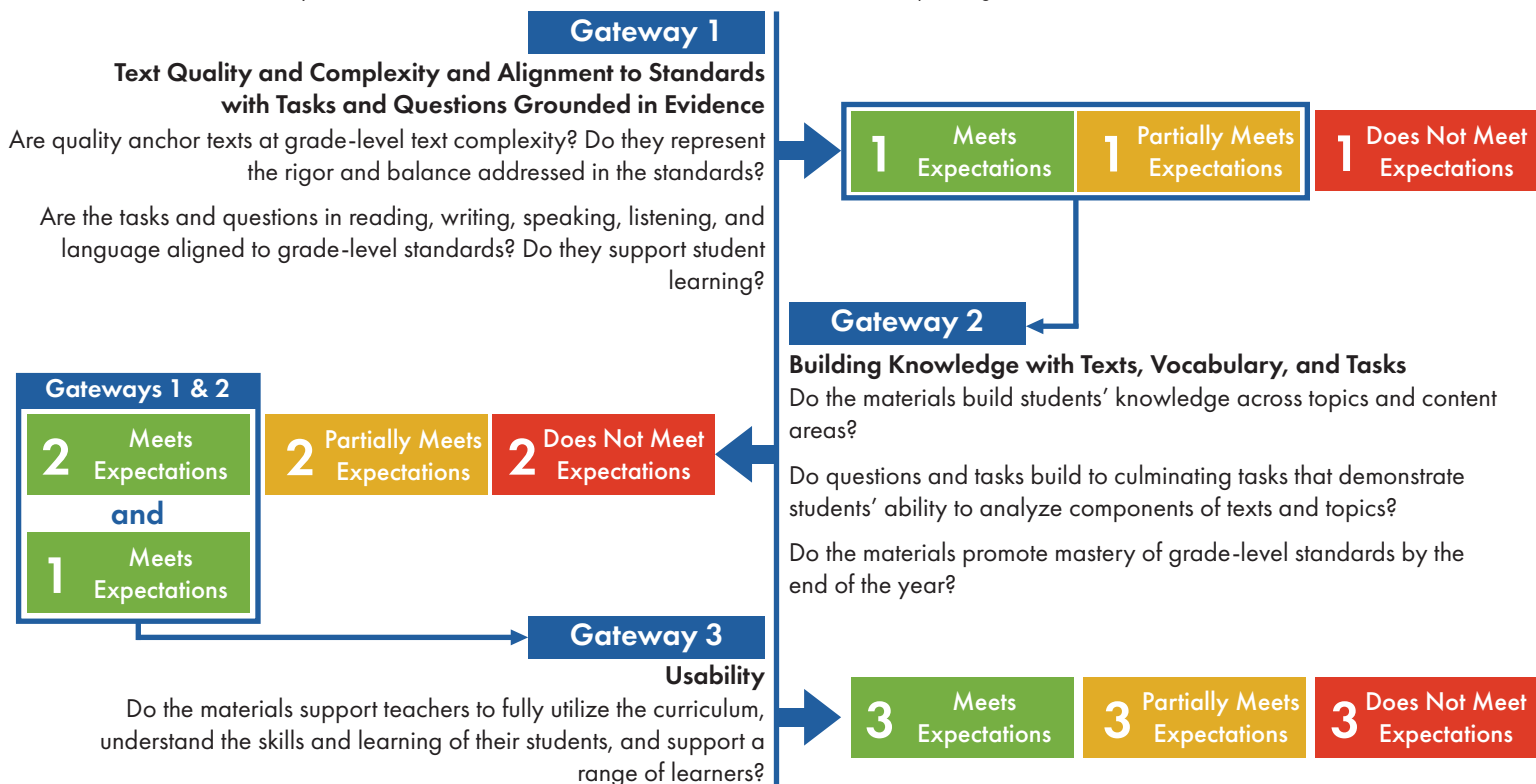 Gateway 1
Text Quality and Complexity and Alignment to Standards
with Tasks and Questions Grounded in Evidence
Are quality anchor texts at grade-level text complexity? Do they represent
the rigor and balance addressed in the standards?
Are the tasks and questions in reading, writing, speaking, listening, and
language aligned to grade-level standards? Do they support student
learning?
1 Meets
Expectations
1 Partially Meets
Expectations
1 Does Not Meet
Expectations
Gateway 2
Building Knowledge with Texts, Vocabulary, and Tasks
Do the materials build students’ knowledge across topics and content
areas?
Do questions and tasks build to culminating tasks that demonstrate
students’ ability to analyze components of texts and topics?
Do the materials promote mastery of grade-level standards by the
end of the year?
Gateways 1 & 2
2 Meets
Expectations
and
1 Meets
Expectations
2 Partially Meets
Expectations
2 Does Not Meet
Expectations
Gateway 3
Usability
Do the materials support teachers to fully utilize the curriculum,
understand the skills and learning of their students, and support a
range of learners?
3 Meets
Expectations
3 Partially Meets
Expectations
3 Does Not Meet
Expectations